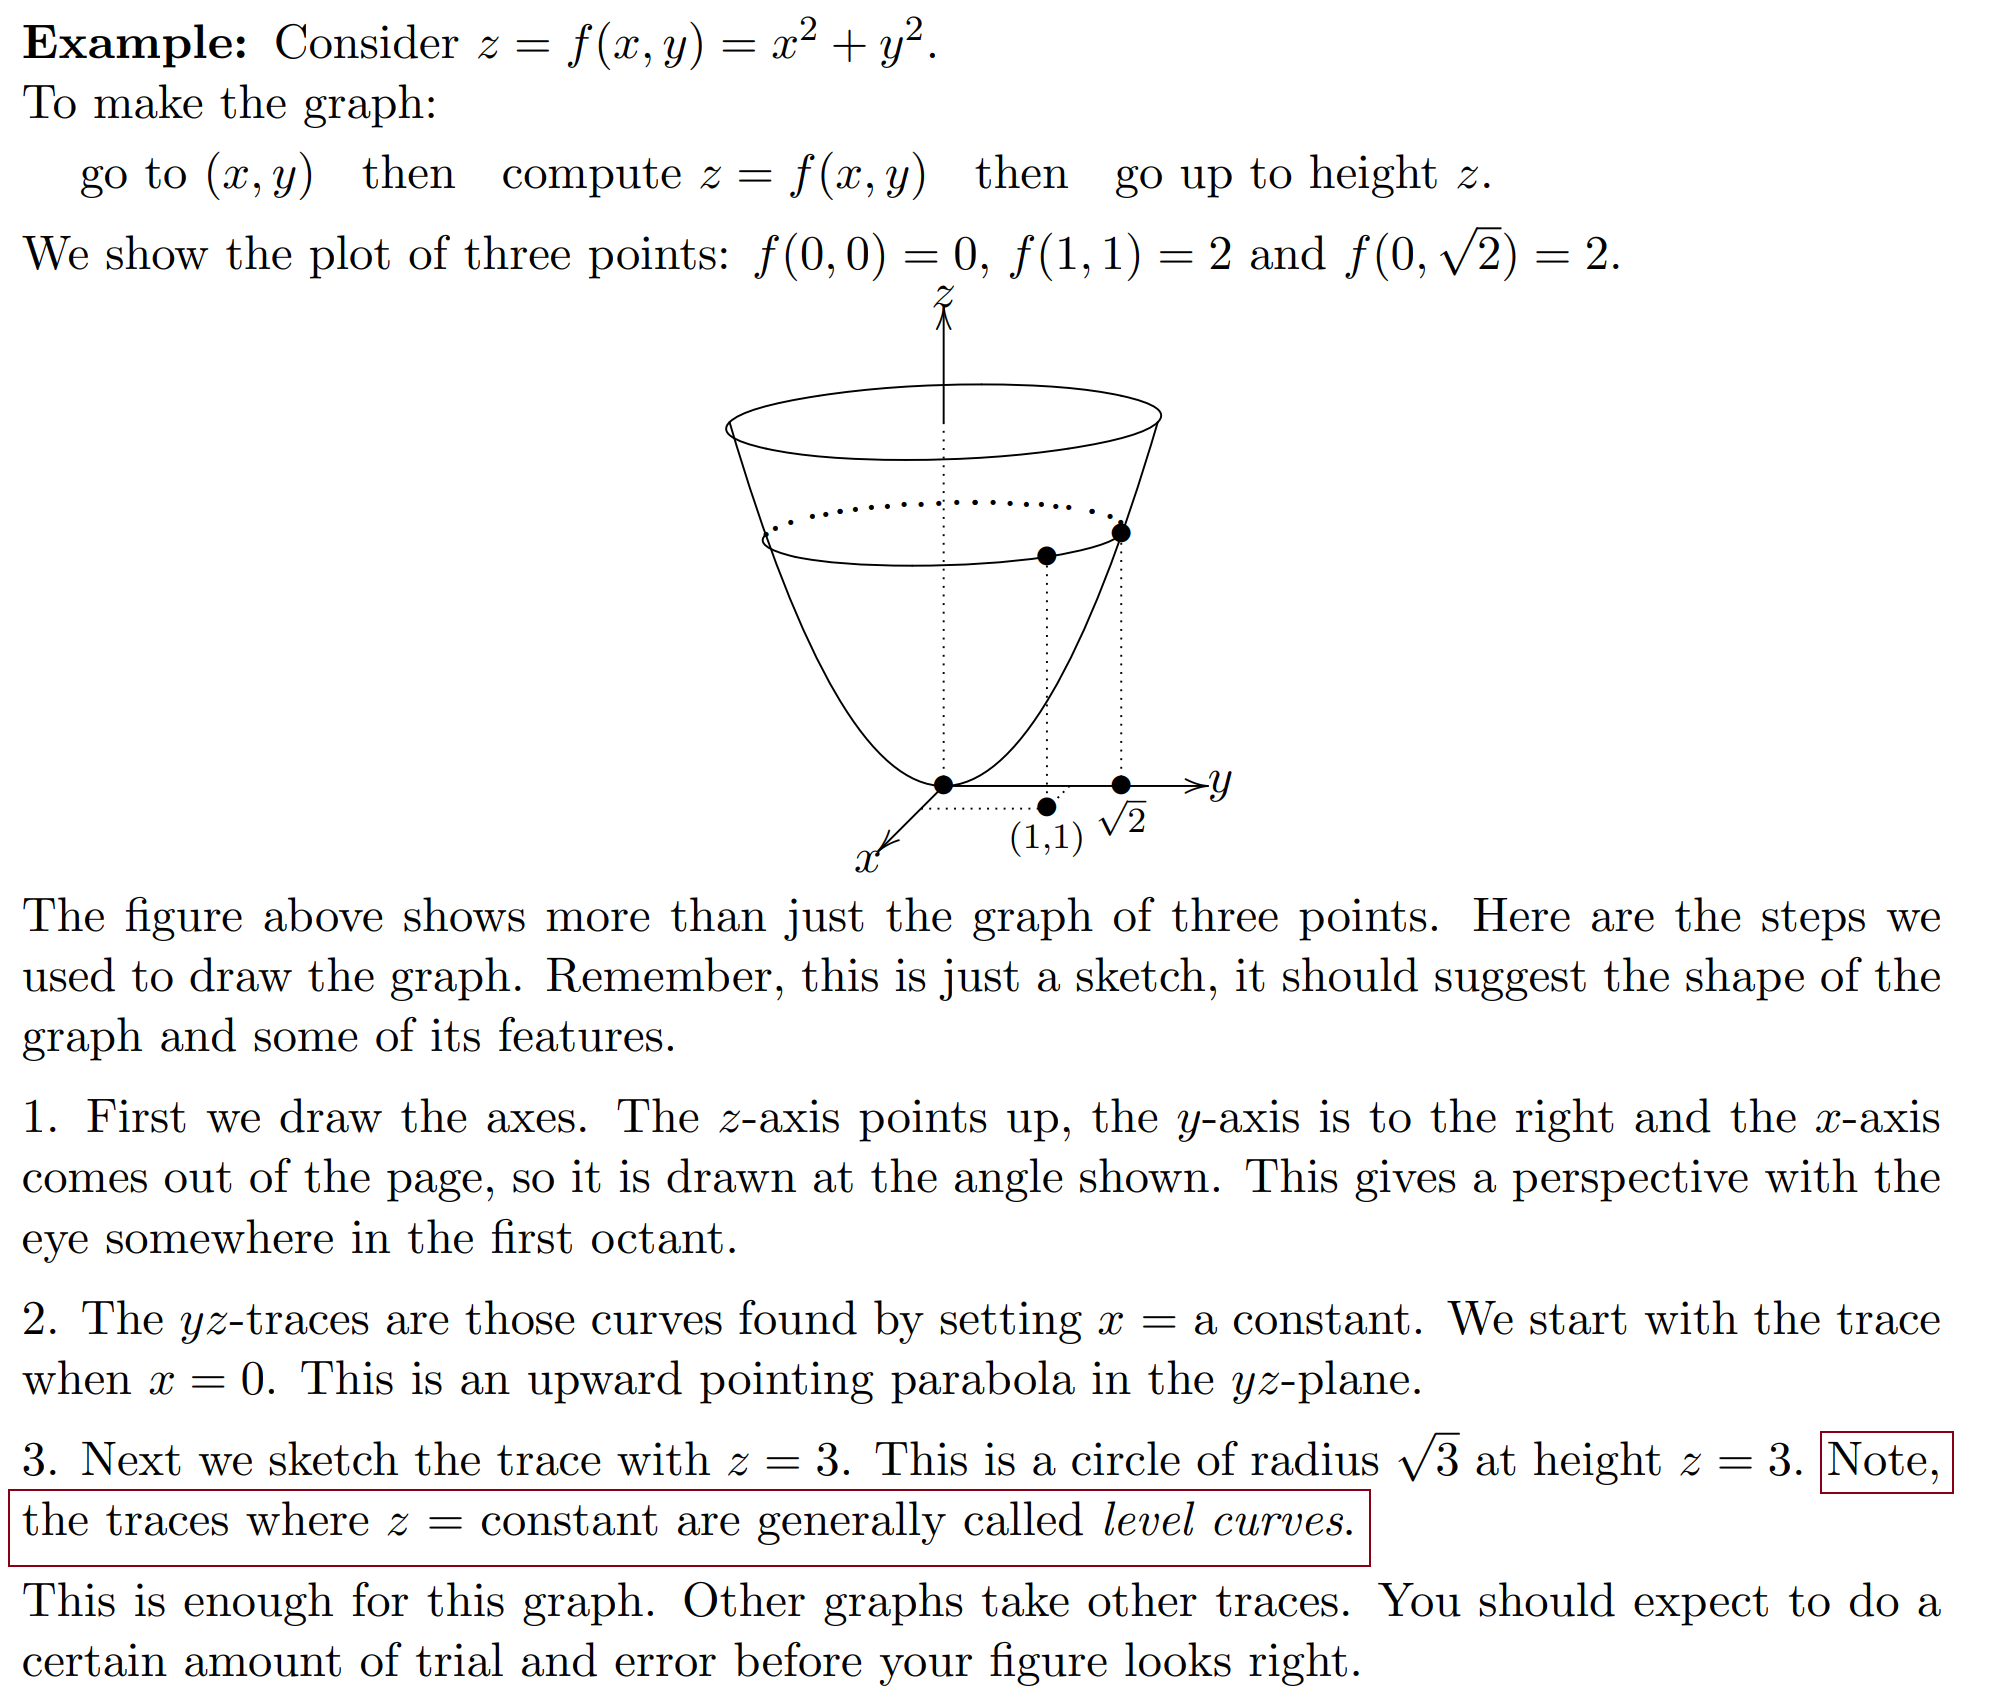 Example: Consider z = f(x, y) = x² + y².
To make the graph:
go to (x, y) then compute z = f(x, y) then go up to height z.
We show the plot of three points: f(0, 0) = 0, f(1, 1) = 2 and f(0, √2) = 2.
z
y
√2
(1,1)
x
The figure above shows more than just the graph of three points. Here are the steps we
used to draw the graph. Remember, this is just a sketch, it should suggest the shape of the
graph and some of its features.
1. First we draw the axes. The z-axis points up, the y-axis is to the right and the x-axis
comes out of the page, so it is drawn at the angle shown. This gives a perspective with the
eye somewhere in the first octant.
2. The yz-traces are those curves found by setting x = a constant. We start with the trace
when x = 0. This is an upward pointing parabola in the yz-plane.
3. Next we sketch the trace with z = 3. This is a circle of radius √3 at height z = 3. Note,
the traces where z = constant are generally called level curves.
This is enough for this graph. Other graphs take other traces. You should expect to do a
certain amount of trial and error before your figure looks right.